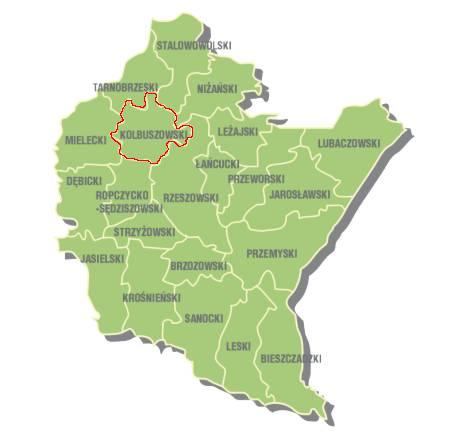 STALOWOWOLSKI
TARNOBRZESKI
NIŻAŃSKI
KOLBUSZOWSKI
LEŻAJSKI
MIELECKI
LUBACZOWSKI
ŁAŃCUCKI
DĘBICKI
PRZEWORSKI
ROPCZYCKO
-SĘDZISZOWSKI
RZESZOWSKI
JAROSŁAWSKI
STRZYŻOWSKI
PRZEMYSKI
JASIELSKI
BRZOZOWSKI
KROŚNIEŃSKI
SANOCKI
LESKI
BIESZCZADZKI